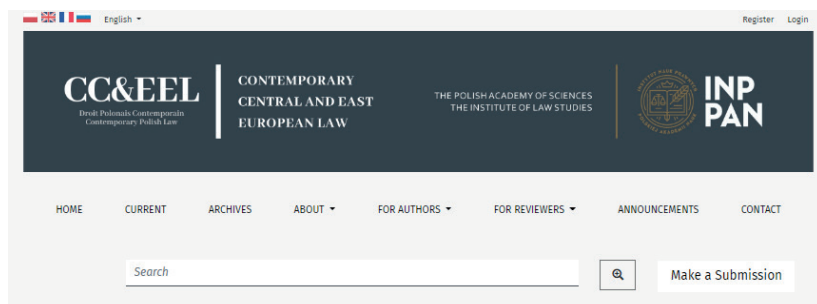 English
Register Login
CC&EEL
Droit Polonais Contemporain
Contemporary Polish Law
CONTEMPORARY
CENTRAL AND EAST
EUROPEAN LAW
THE POLISH ACADEMY OF SCIENCES
THE INSTITUTE OF LAW STUDIES
INP
PAN
HOME CURRENT ARCHIVES ABOUT FOR AUTHORS FOR REVIEWERS ANNOUNCEMENTS CONTACT
Search
Make a Submission